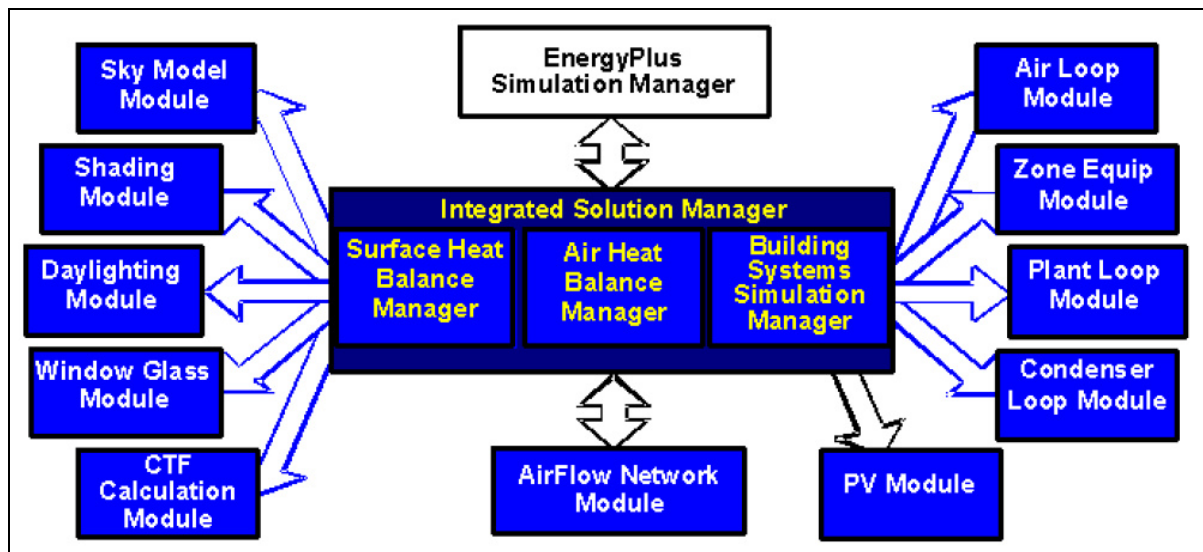 EnergyPlus
Simulation Manager
Sky Model
Module
Shading
Module
Daylighting
Module
Window Glass
Module
CTF
Calculation
Module
Integrated Solution Manager
Surface Heat
Balance
Manager
Air Heat
Balance
Manager
Building
Systems
Simulation
Manager
AirFlow Network
Module
PV Module
Air Loop
Module
Zone Equip
Module
Plant Loop
Module
Condenser
Loop Module